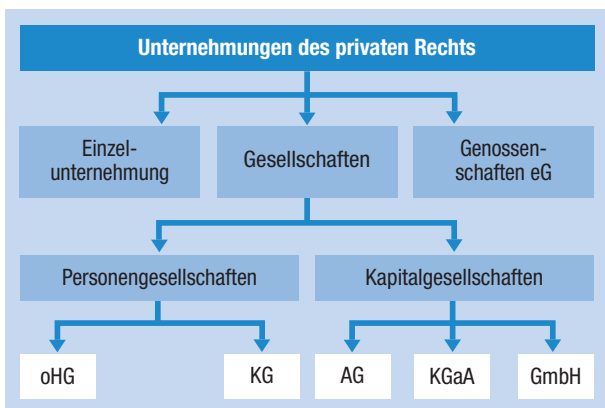 Unternehmungen des privaten Rechts
Einzel-
unternehmung
Gesellschaften
Genossen-
schaften eG
Personengesellschaften
Kapitalgesellschaften
oHG
KG
AG
KGaA
GmbH